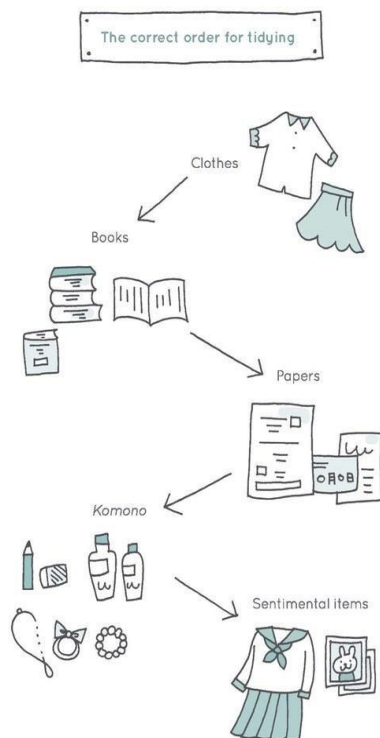 The correct order for tidying
Clothes
Books
Papers
Komono
Sentimental items